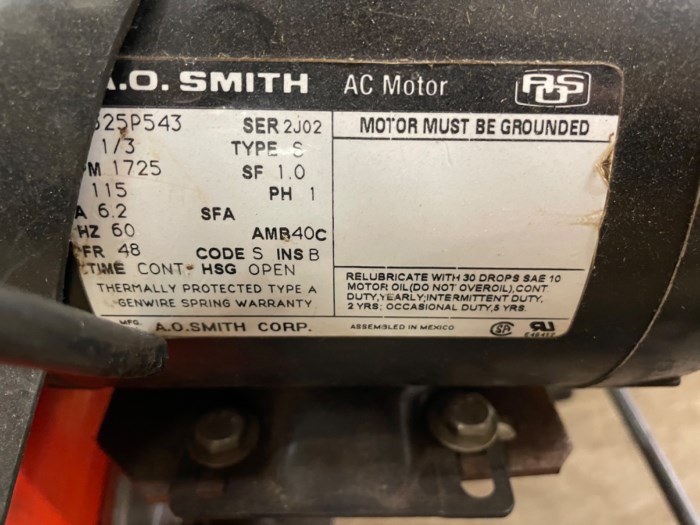 A.O. SMITH AC Motor AOS
325P543 SER 2J02
1/3 TYPE S
M 1725 SF 1.0
115 PH 1
A 6.2 SFA
HZ 60 AMB40C
FR 48 CODE S INS B
TIME CONT HSG OPEN
THERMALLY PROTECTED TYPE A
GENWIRE SPRING WARRANTY
MOTOR MUST BE GROUNDED
RELUBRICATE WITH 30 DROPS SAE 10
MOTOR OIL(DO NOT OVEROIL),CONT
DUTY,YEARLY;INTERMITTENT DUTY,
2 YRS; OCCASIONAL DUTY,5 YRS.
MFG. A.O.SMITH CORP. ASSEMBLED IN MEXICO